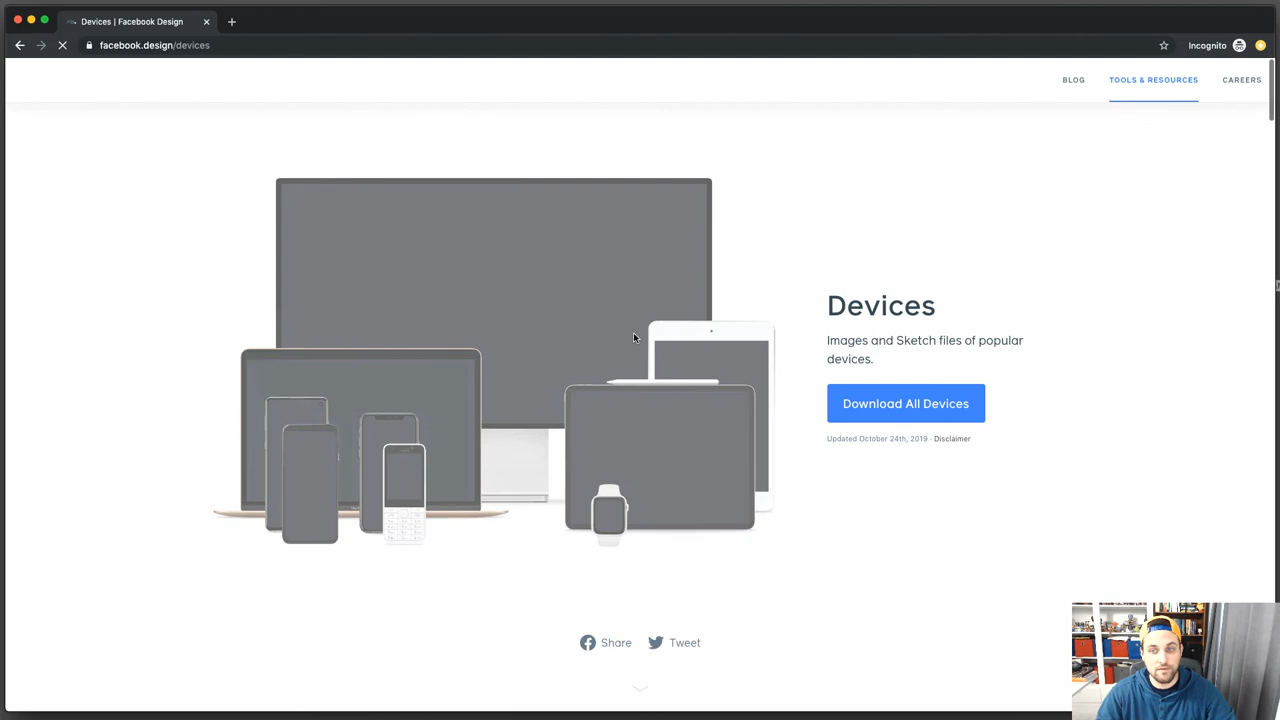 Devices | Facebook Design
facebook.design/devices
Incognito
BLOG
TOOLS & RESOURCES
CAREERS
Devices
Images and Sketch files of popular
devices.
Download All Devices
Updated October 24th, 2019 · Disclaimer
Share
Tweet